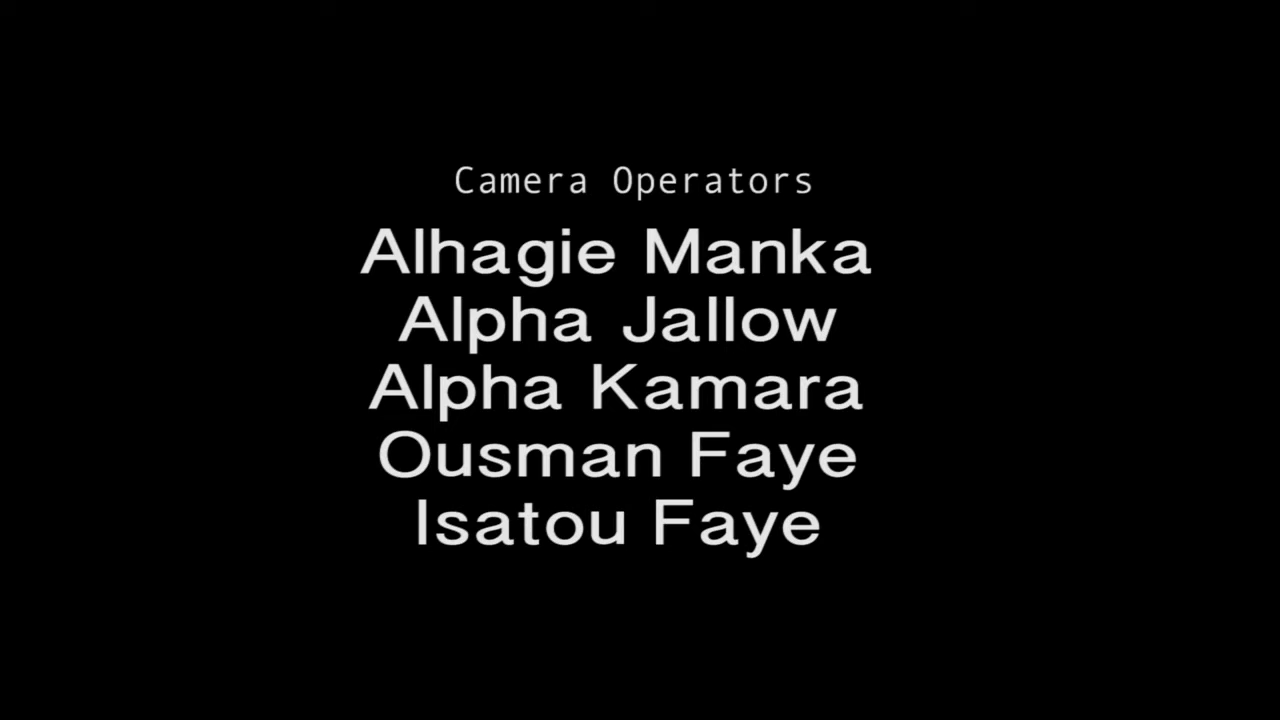 Camera Operators
Alhagie Manka
Alpha Jallow
Alpha Kamara
Ousman Faye
Isatou Faye